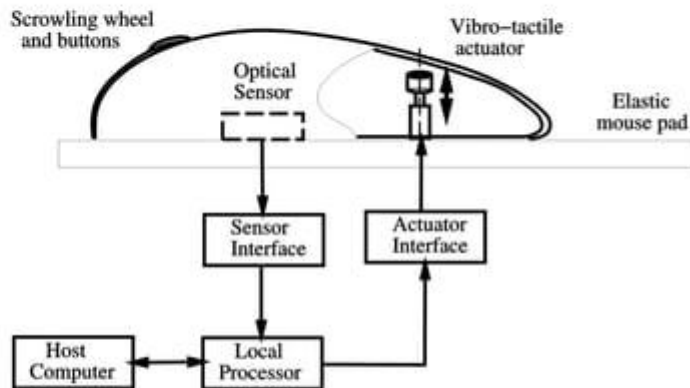 Scrowling wheel
and buttons
Vibro-tactile
actuator
Optical
Sensor
Elastic
mouse pad
Sensor
Interface
Actuator
Interface
Host
Computer
Local
Processor